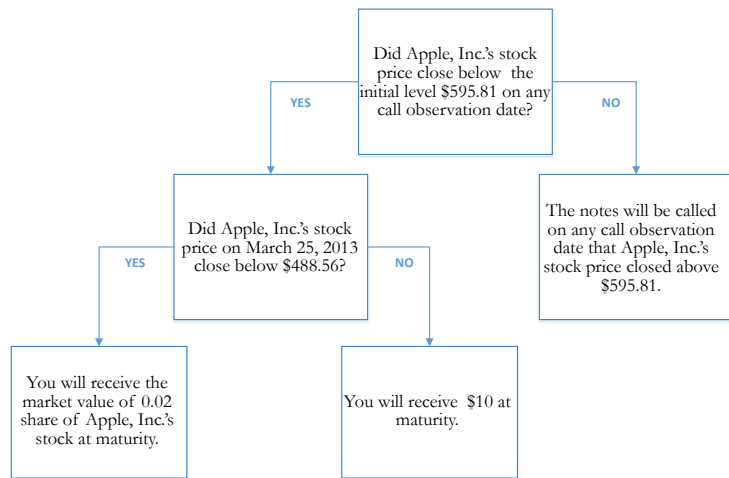 Did Apple, Inc.'s stock
price close below the
initial level $595.81 on any
call observation date?
YES
NO
Did Apple, Inc.'s stock
price on March 25, 2013
close below $488.56?
The notes will be called
on any call observation
date that Apple, Inc.'s
stock price closed above
$595.81.
YES
NO
You will receive the
market value of 0.02
share of Apple, Inc.'s
stock at maturity.
You will receive $10 at
maturity.